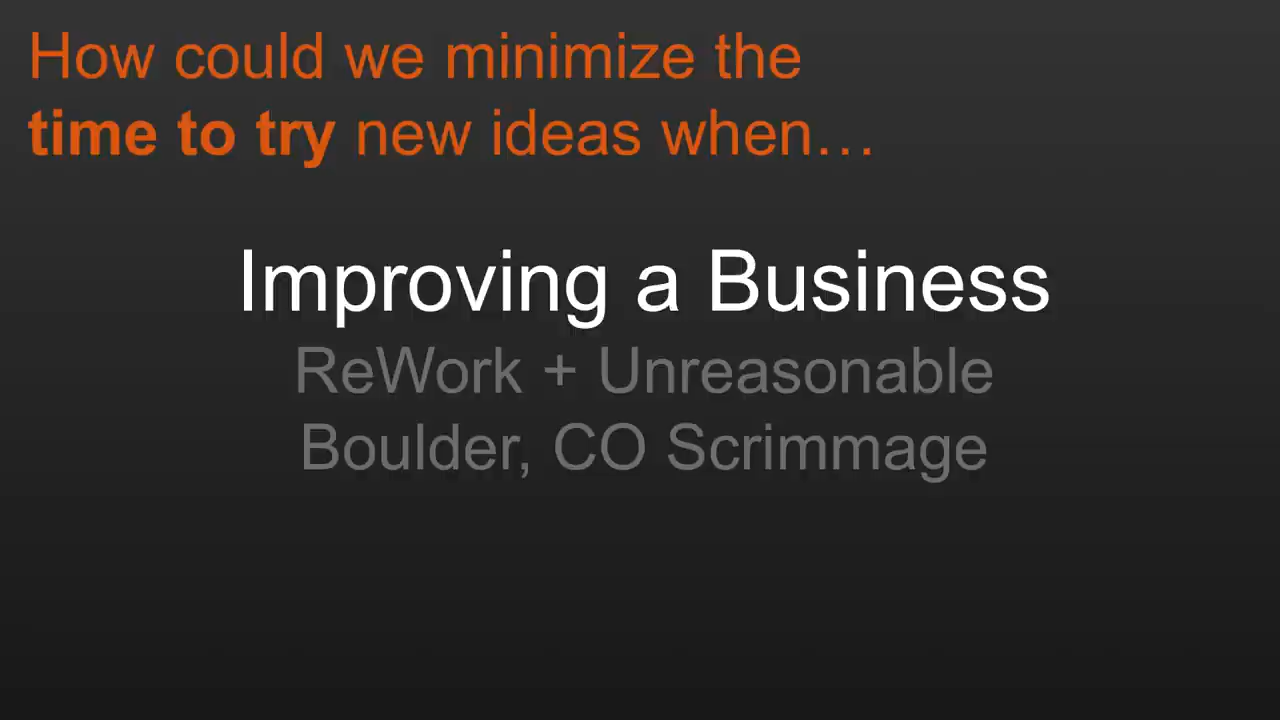 How could we minimize the
time to try new ideas when…
Improving a Business
ReWork + Unreasonable
Boulder, CO Scrimmage